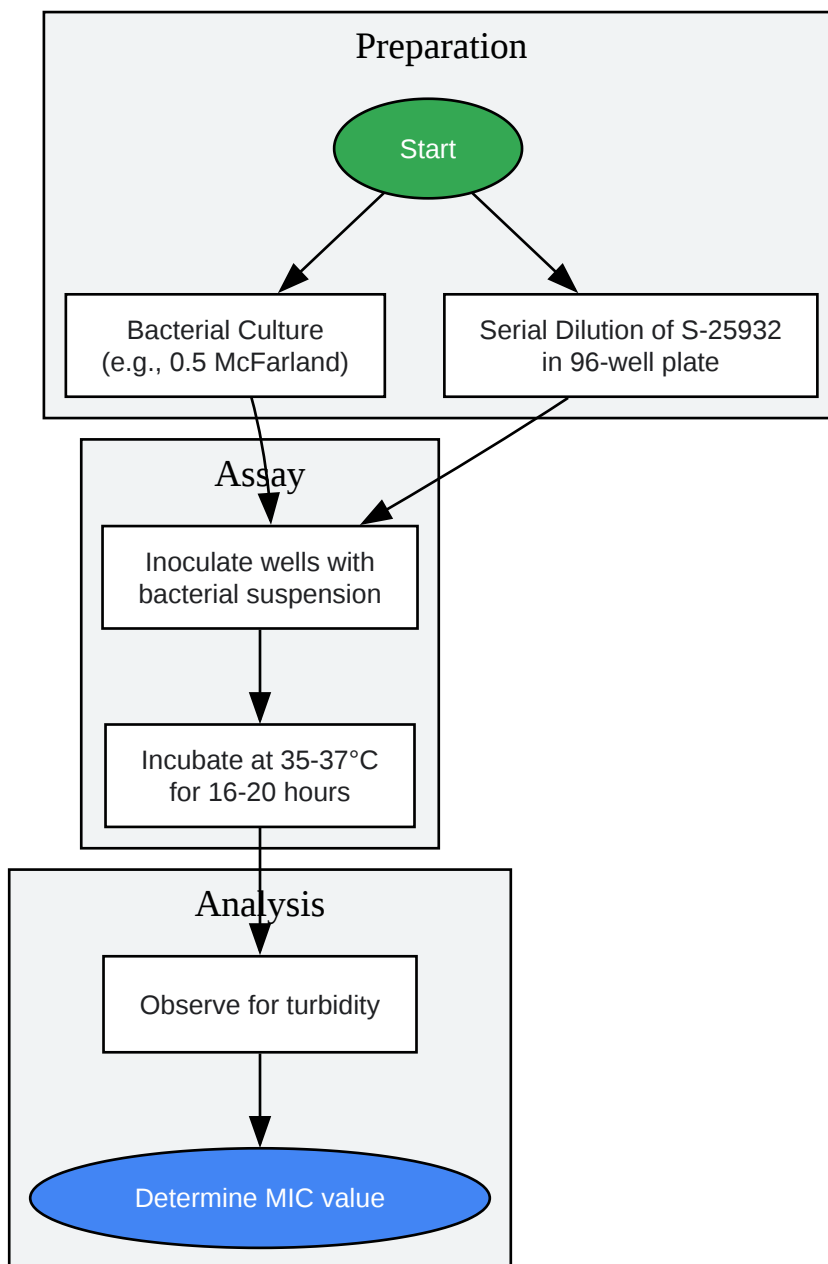 Preparation
Start
Bacterial Culture
(e.g., 0.5 McFarland)
Serial Dilution of S-25932
in 96-well plate
Assay
Inoculate wells with
bacterial suspension
Incubate at 35-37°C
for 16-20 hours
Analysis
Observe for turbidity
Determine MIC value